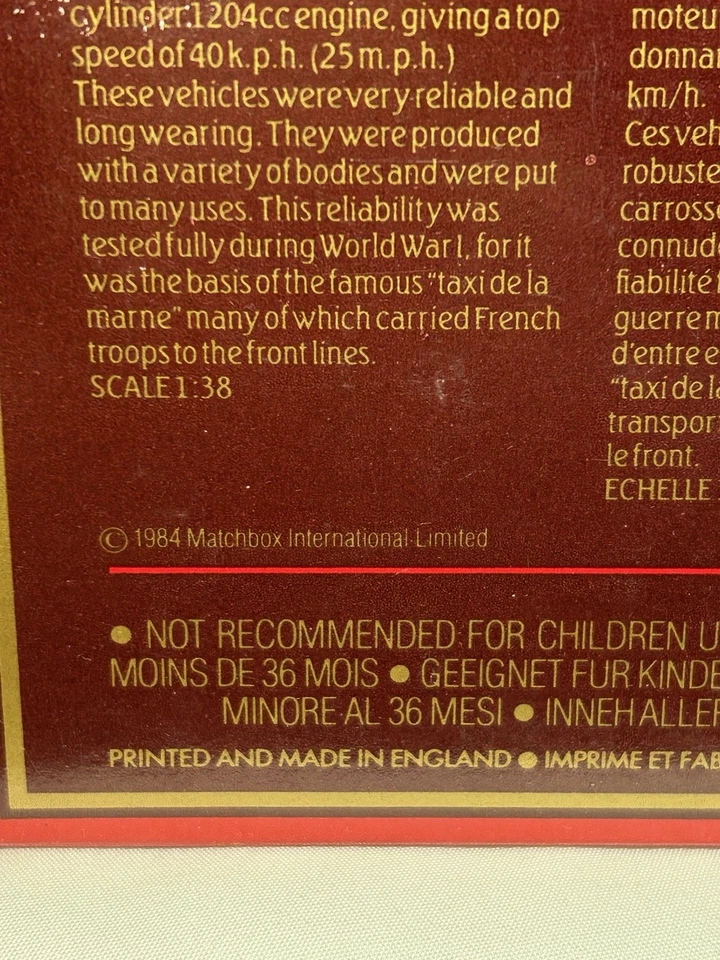 cylinder 1204cc engine, giving a top
speed of 40 k.p.h. (25 m.p.h.)
These vehicles were very reliable and
long wearing. They were produced
with a variety of bodies and were put
to many uses. This reliability was
tested fully during World War I, for it
was the basis of the famous "taxi de la
marne" many of which carried French
troops to the front lines.
SCALE 1:38
moteu
donnan
km/h.
Ces veh
robuste
carrosse
connude
fiabilité f
guerre m
d'entre e
"taxi de la
transpor
le front.
ECHELLE
© 1984 Matchbox International Limited
● NOT RECOMMENDED FOR CHILDREN U
MOINS DE 36 MOIS ● GEEIGNET FUR KINDE
MINORE AL 36 MESI ● INNEHALLER
PRINTED AND MADE IN ENGLAND ● IMPRIME ET FAB